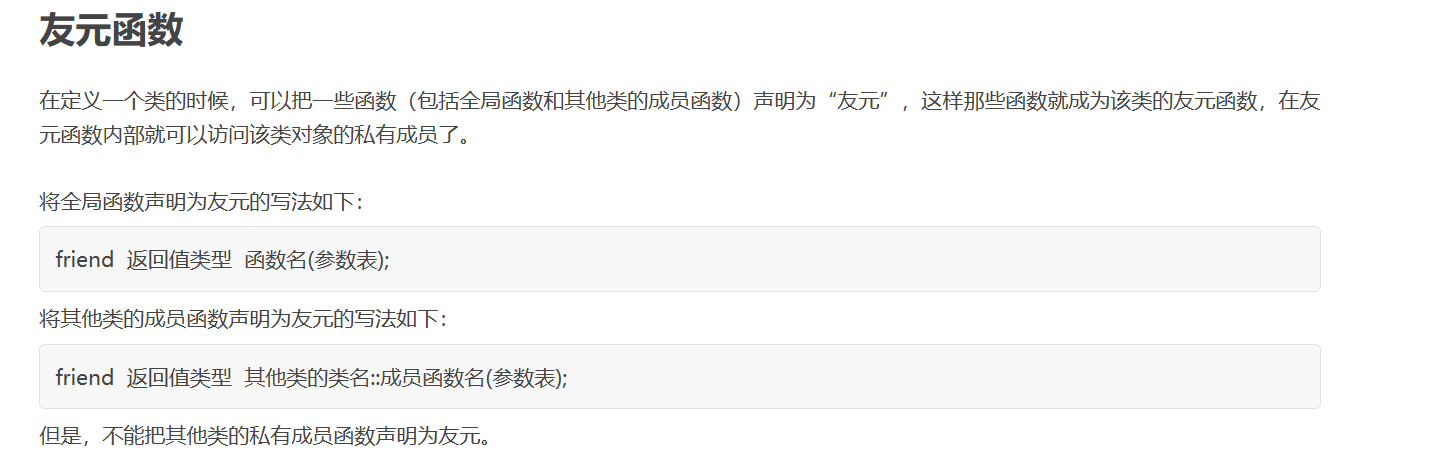 友元函数
在定义一个类的时候，可以把一些函数（包括全局函数和其他类的成员函数）声明为“友元”，这样那些函数就成为该类的友元函数，在友
元函数内部就可以访问该类对象的私有成员了。
将全局函数声明为友元的写法如下：
friend  返回值类型  函数名(参数表);
将其他类的成员函数声明为友元的写法如下：
friend  返回值类型  其他类的类名::成员函数名(参数表);
但是，不能把其他类的私有成员函数声明为友元。